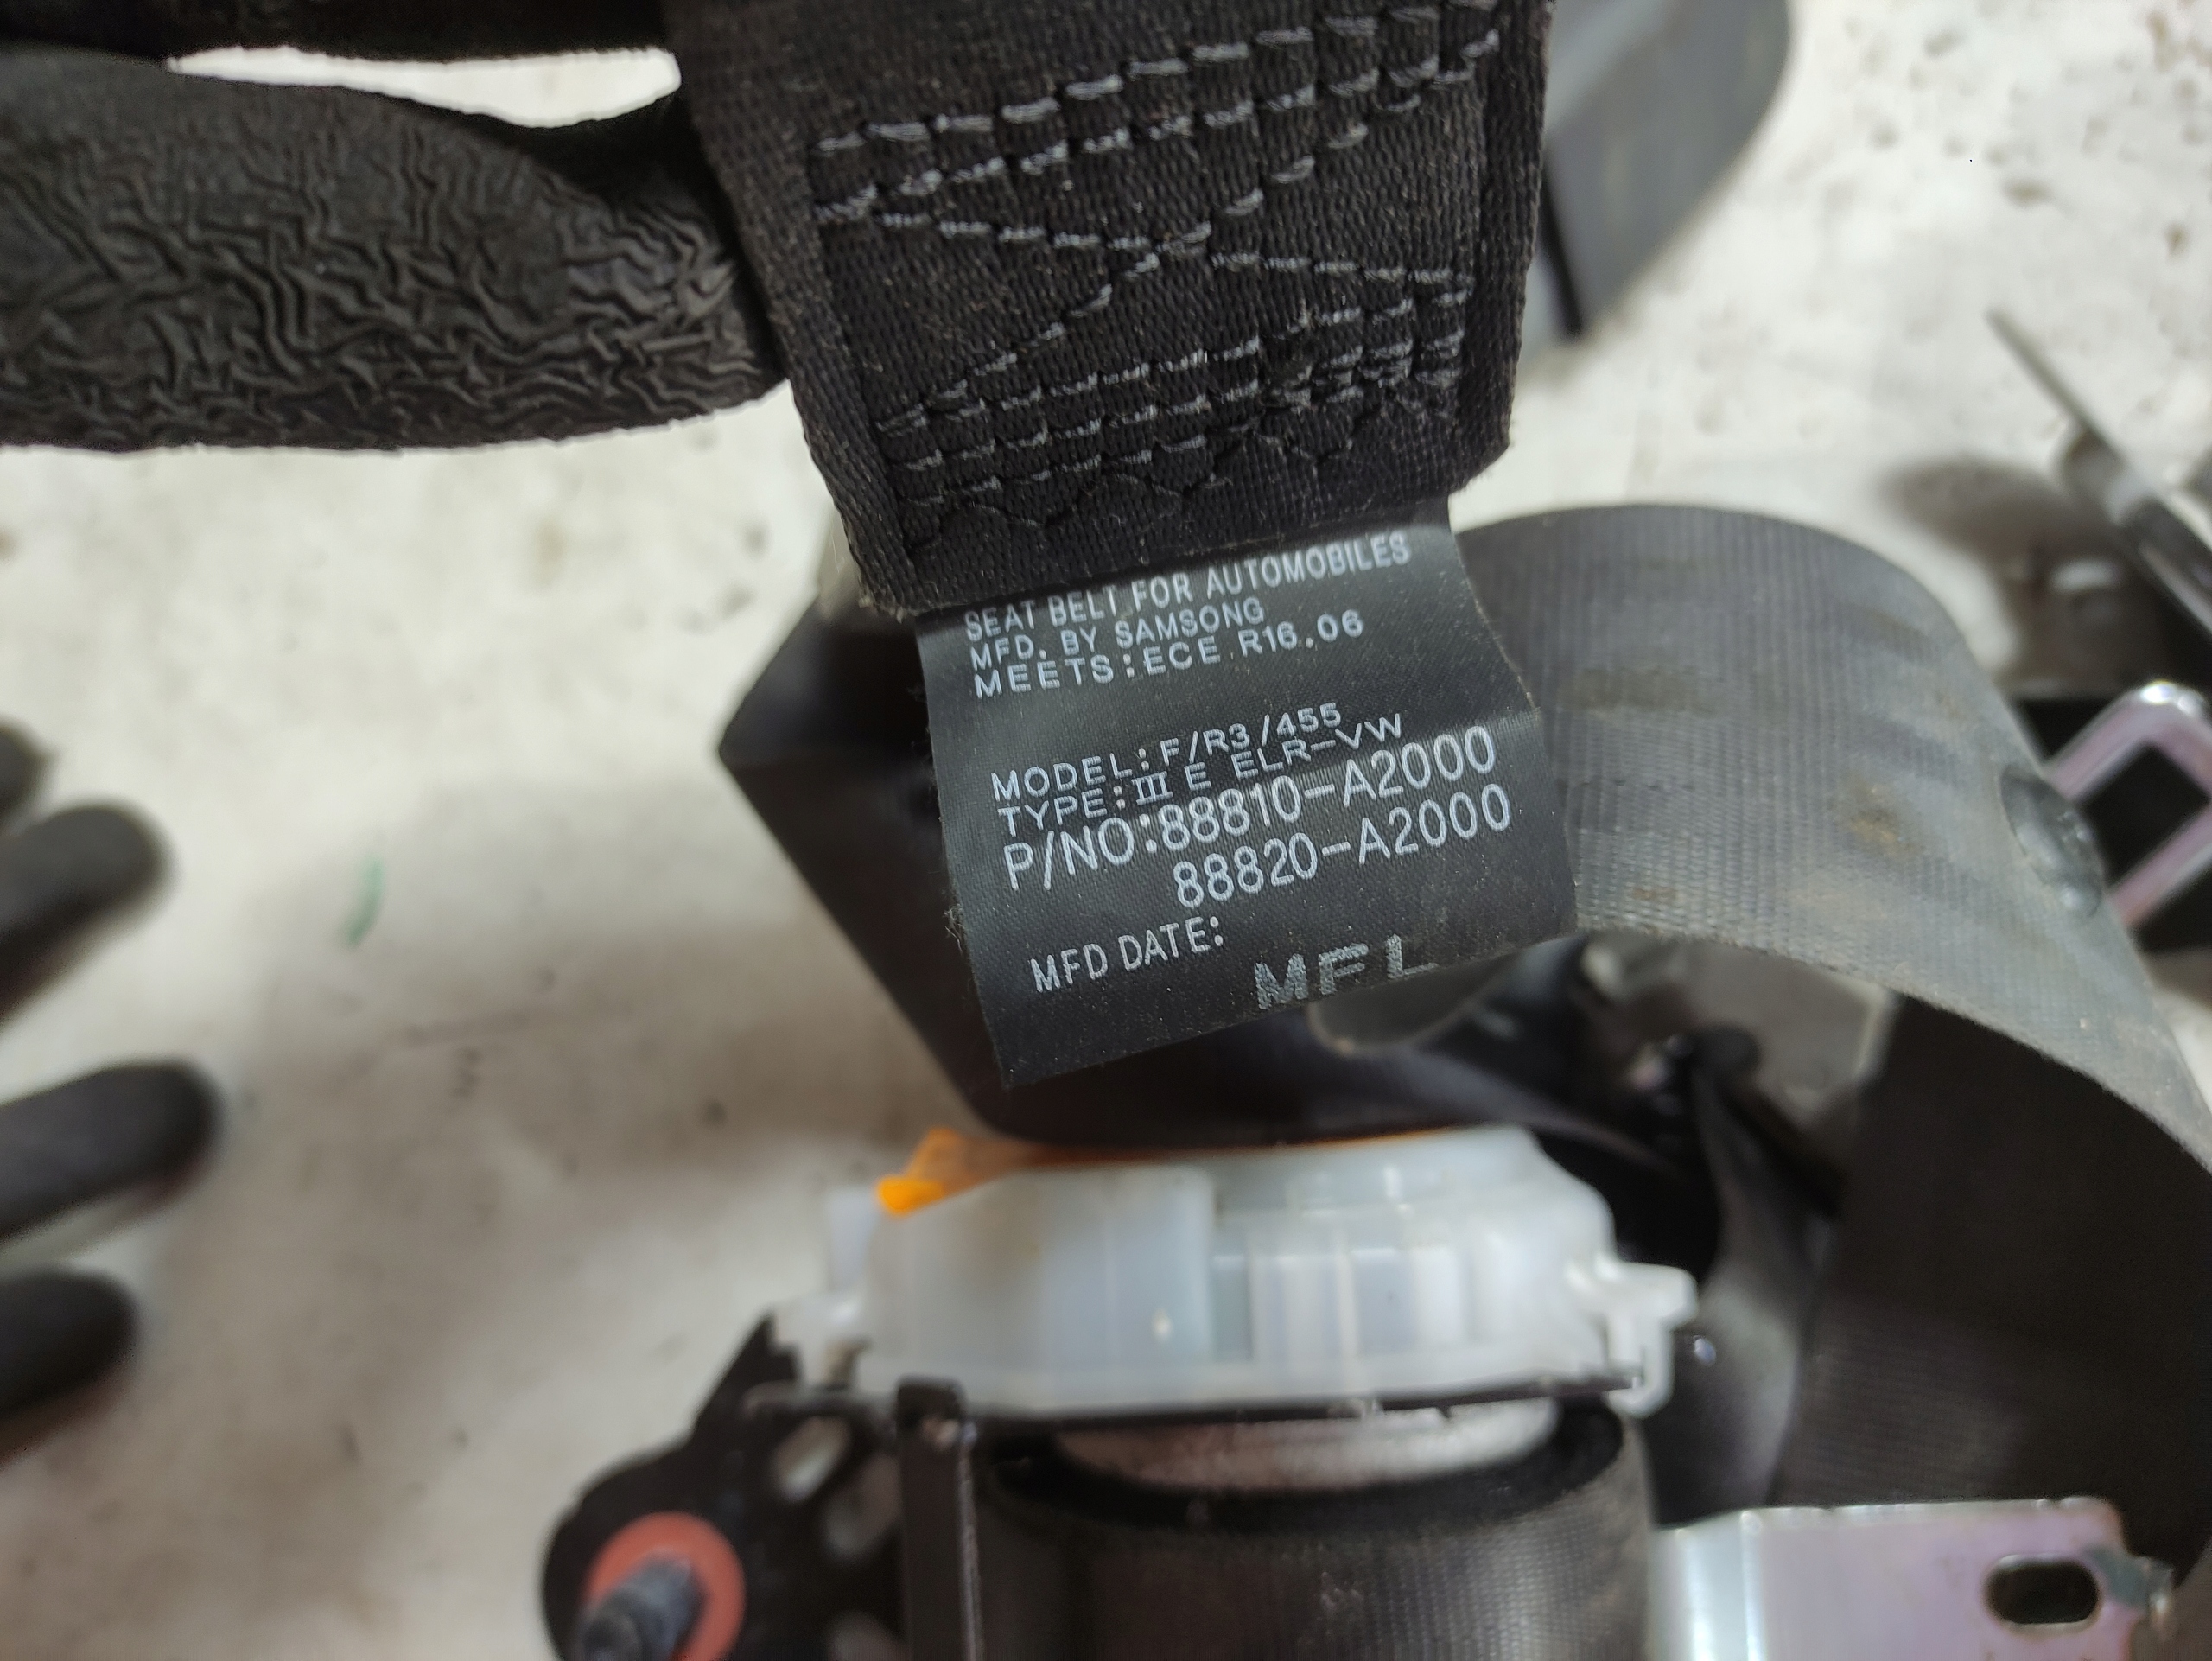 SEAT BELT FOR AUTOMOBILES
MFD. BY SAMSONG
MEETS:ECE R16.06
MODEL:F/R3/455
TYPE:Ⅲ E ELR-VW
P/NO:88810-A2000
88820-A2000
MFD DATE:
MFL